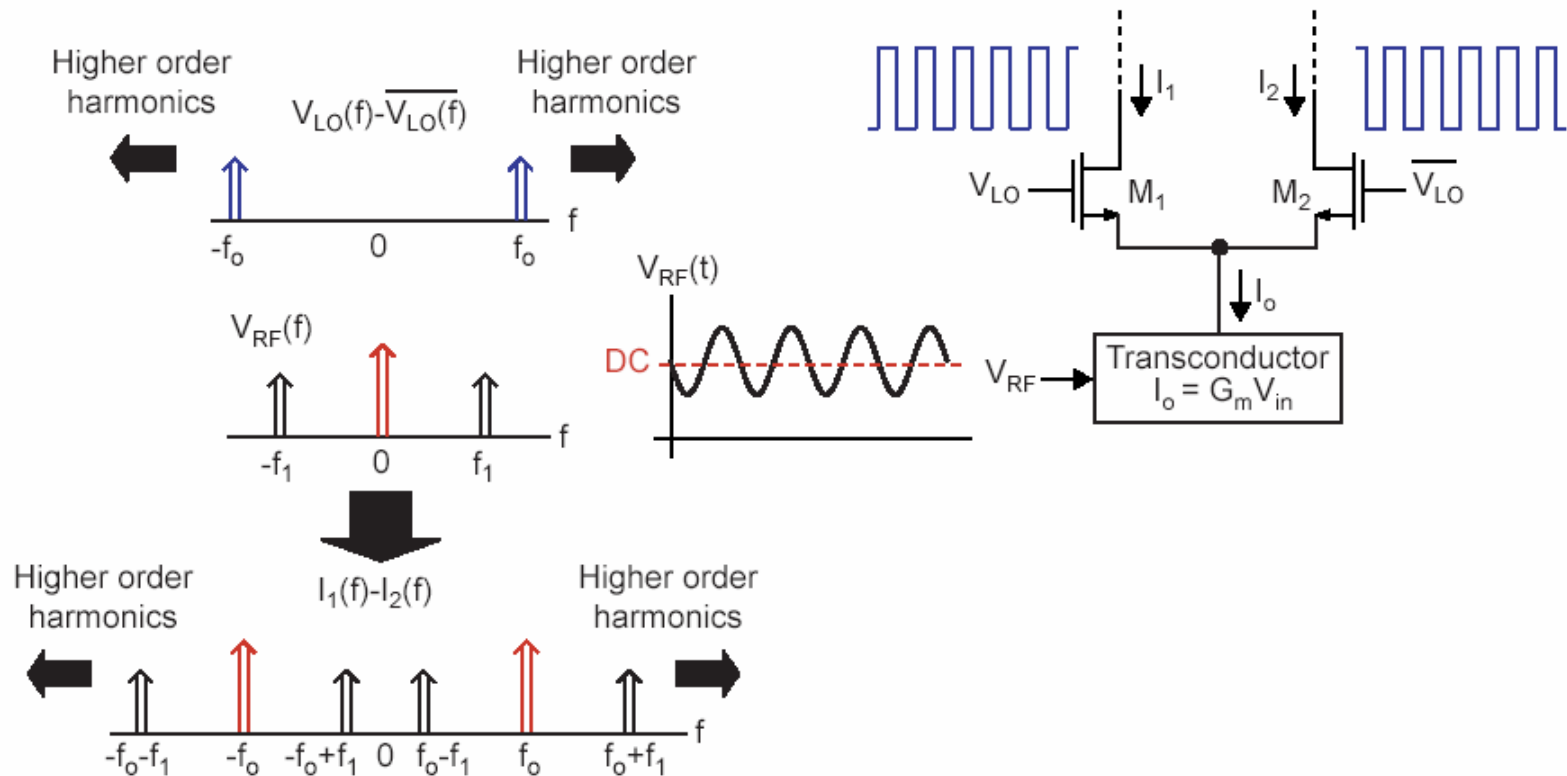 Higher order
harmonics
V_LO(f)-V̅_L̅O̅(̅f̅)̅
Higher order
harmonics
-f_o
0
f_o
f
V_RF(f)
-f_1
0
f_1
f
Higher order
harmonics
I_1(f)-I_2(f)
Higher order
harmonics
-f_o-f_1
-f_o
-f_o+f_1
0
f_o-f_1
f_o
f_o+f_1
f
V_RF(t)
DC
I_1
I_2
V_LO
M_1
M_2
V̅_L̅O̅
I_o
V_RF
Transconductor
I_o = G_mV_in